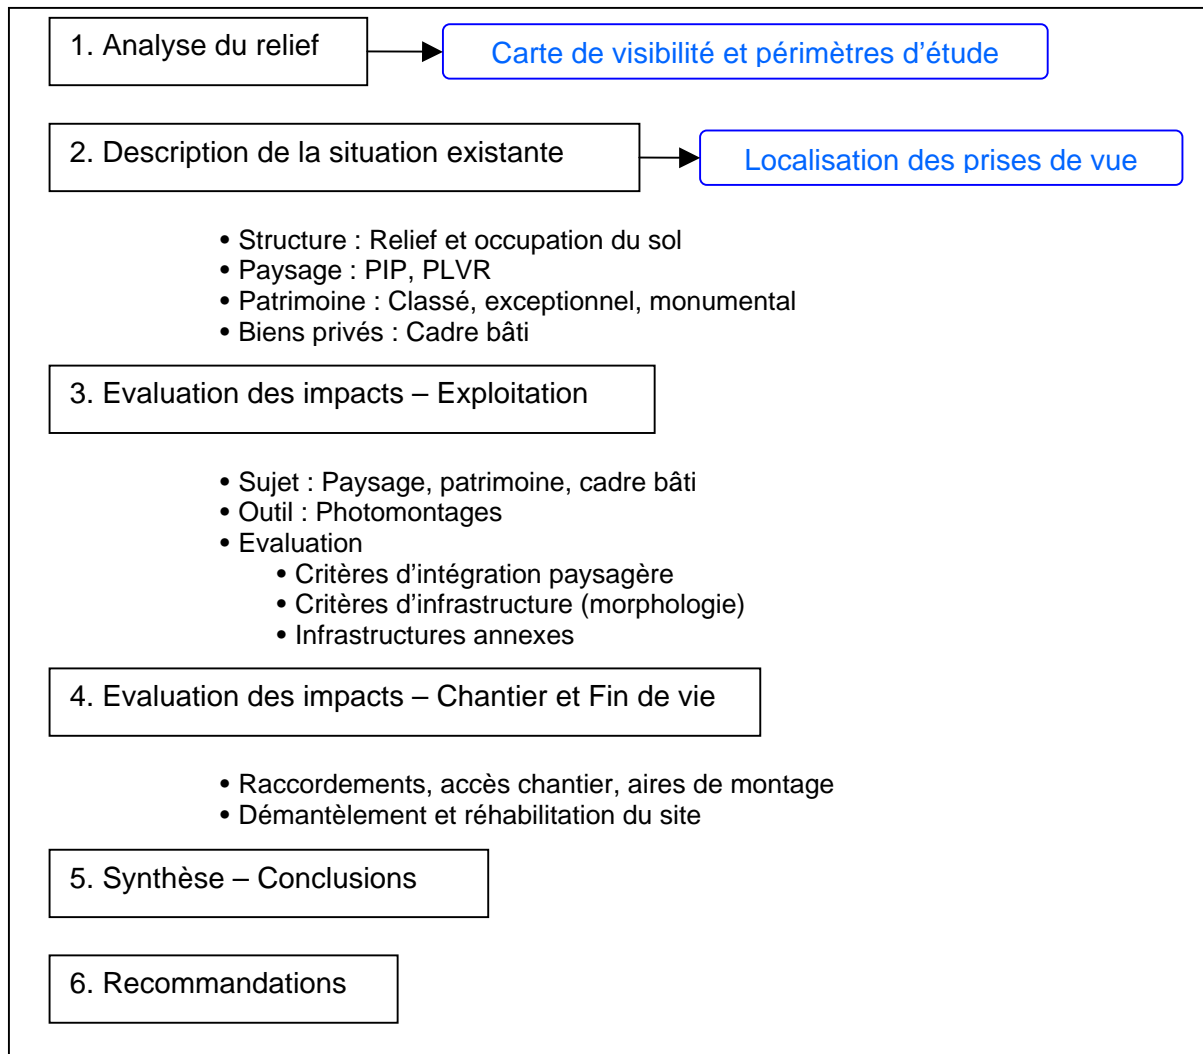 1. Analyse du relief
Carte de visibilité et périmètres d’étude
2. Description de la situation existante
Localisation des prises de vue
• Structure : Relief et occupation du sol
• Paysage : PIP, PLVR
• Patrimoine : Classé, exceptionnel, monumental
• Biens privés : Cadre bâti
3. Evaluation des impacts – Exploitation
• Sujet : Paysage, patrimoine, cadre bâti
• Outil : Photomontages
• Evaluation
• Critères d’intégration paysagère
• Critères d’infrastructure (morphologie)
• Infrastructures annexes
4. Evaluation des impacts – Chantier et Fin de vie
• Raccordements, accès chantier, aires de montage
• Démantèlement et réhabilitation du site
5. Synthèse – Conclusions
6. Recommandations